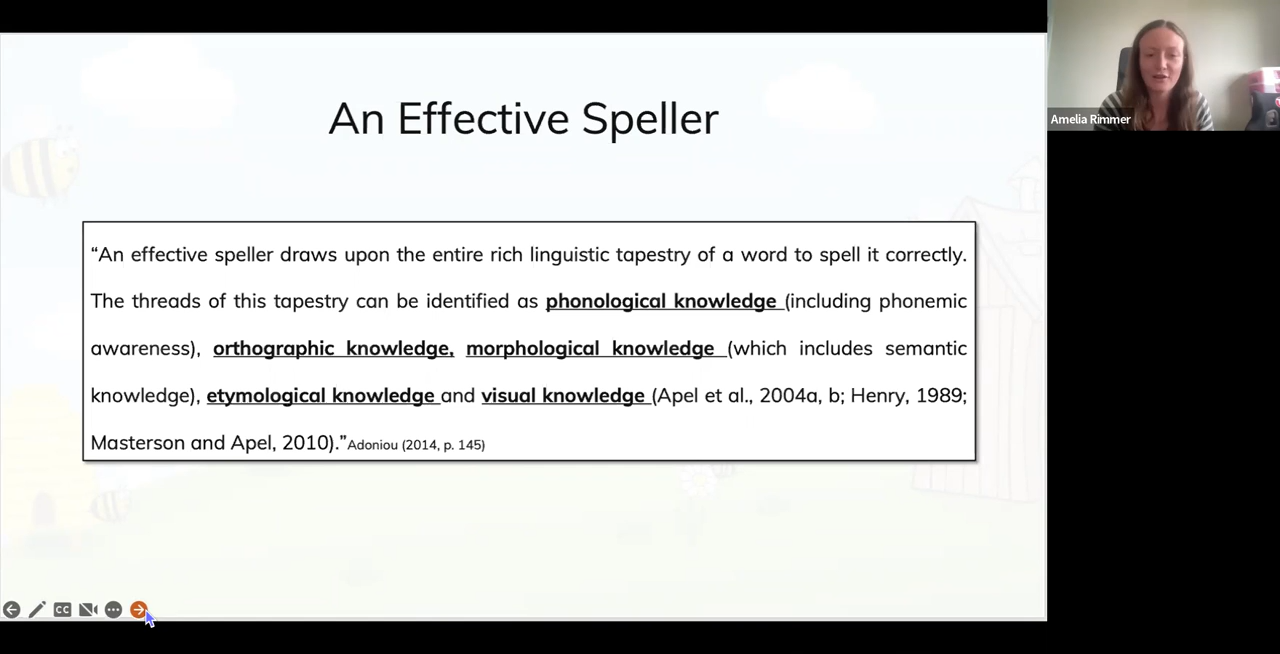 An Effective Speller
“An effective speller draws upon the entire rich linguistic tapestry of a word to spell it correctly.
The threads of this tapestry can be identified as phonological knowledge (including phonemic
awareness), orthographic knowledge, morphological knowledge (which includes semantic
knowledge), etymological knowledge and visual knowledge (Apel et al., 2004a, b; Henry, 1989;
Masterson and Apel, 2010).”Adoniou (2014, p. 145)
Amelia Rimmer
CC